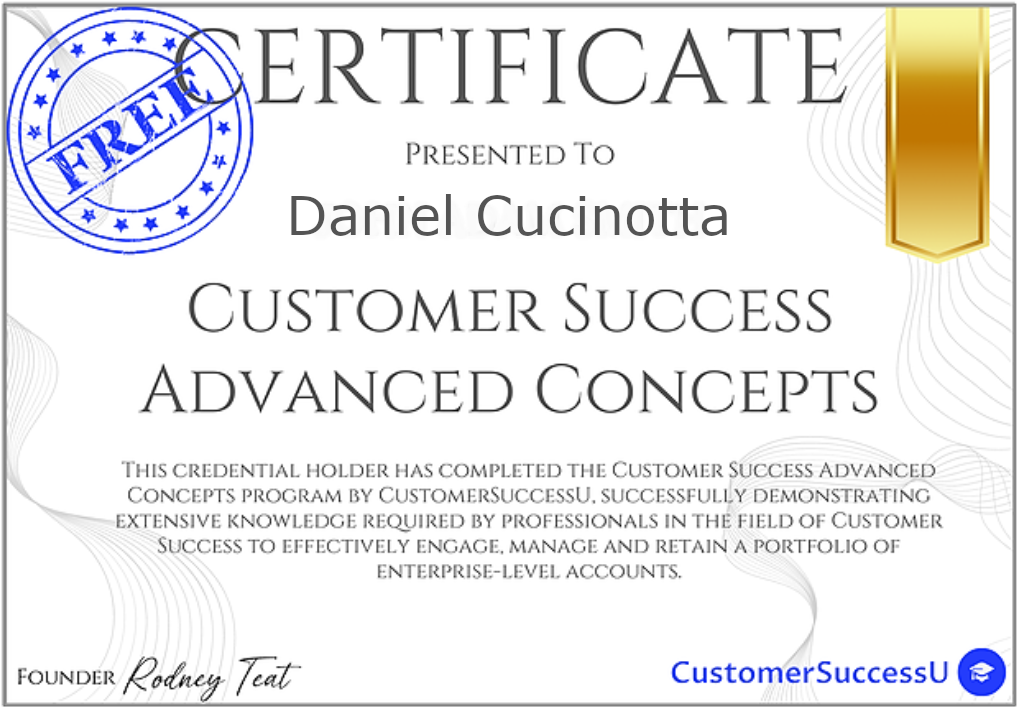 CERTIFICATE
FREE
PRESENTED TO
Daniel Cucinotta
CUSTOMER SUCCESS
ADVANCED CONCEPTS
THIS CREDENTIAL HOLDER HAS COMPLETED THE CUSTOMER SUCCESS ADVANCED
CONCEPTS PROGRAM BY CUSTOMERSUCCESSU, SUCCESSFULLY DEMONSTRATING
EXTENSIVE KNOWLEDGE REQUIRED BY PROFESSIONALS IN THE FIELD OF CUSTOMER
SUCCESS TO EFFECTIVELY ENGAGE, MANAGE AND RETAIN A PORTFOLIO OF
ENTERPRISE-LEVEL ACCOUNTS.
FOUNDER Rodney Teat
CustomerSuccessU